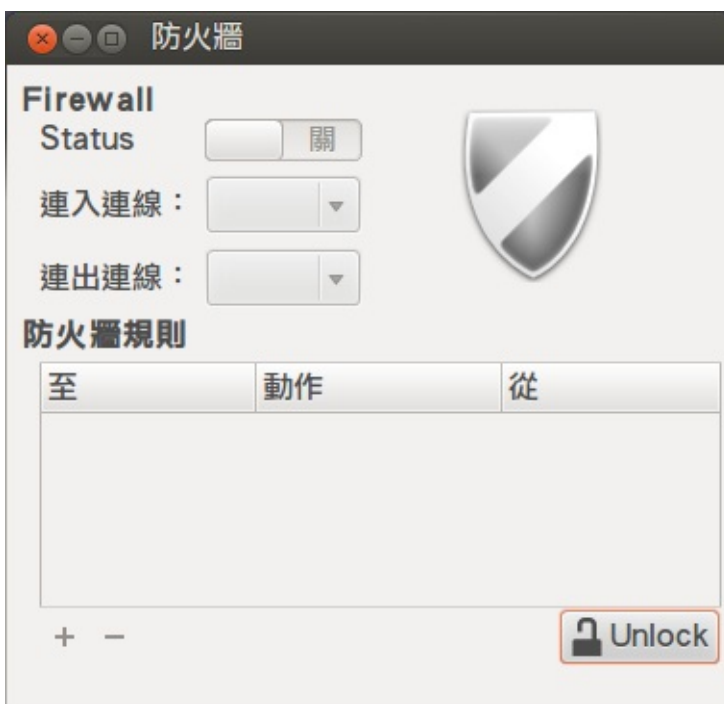 防火牆
Firewall
Status 關
連入連線：
連出連線：
防火牆規則
至 動作 從
+ −
Unlock